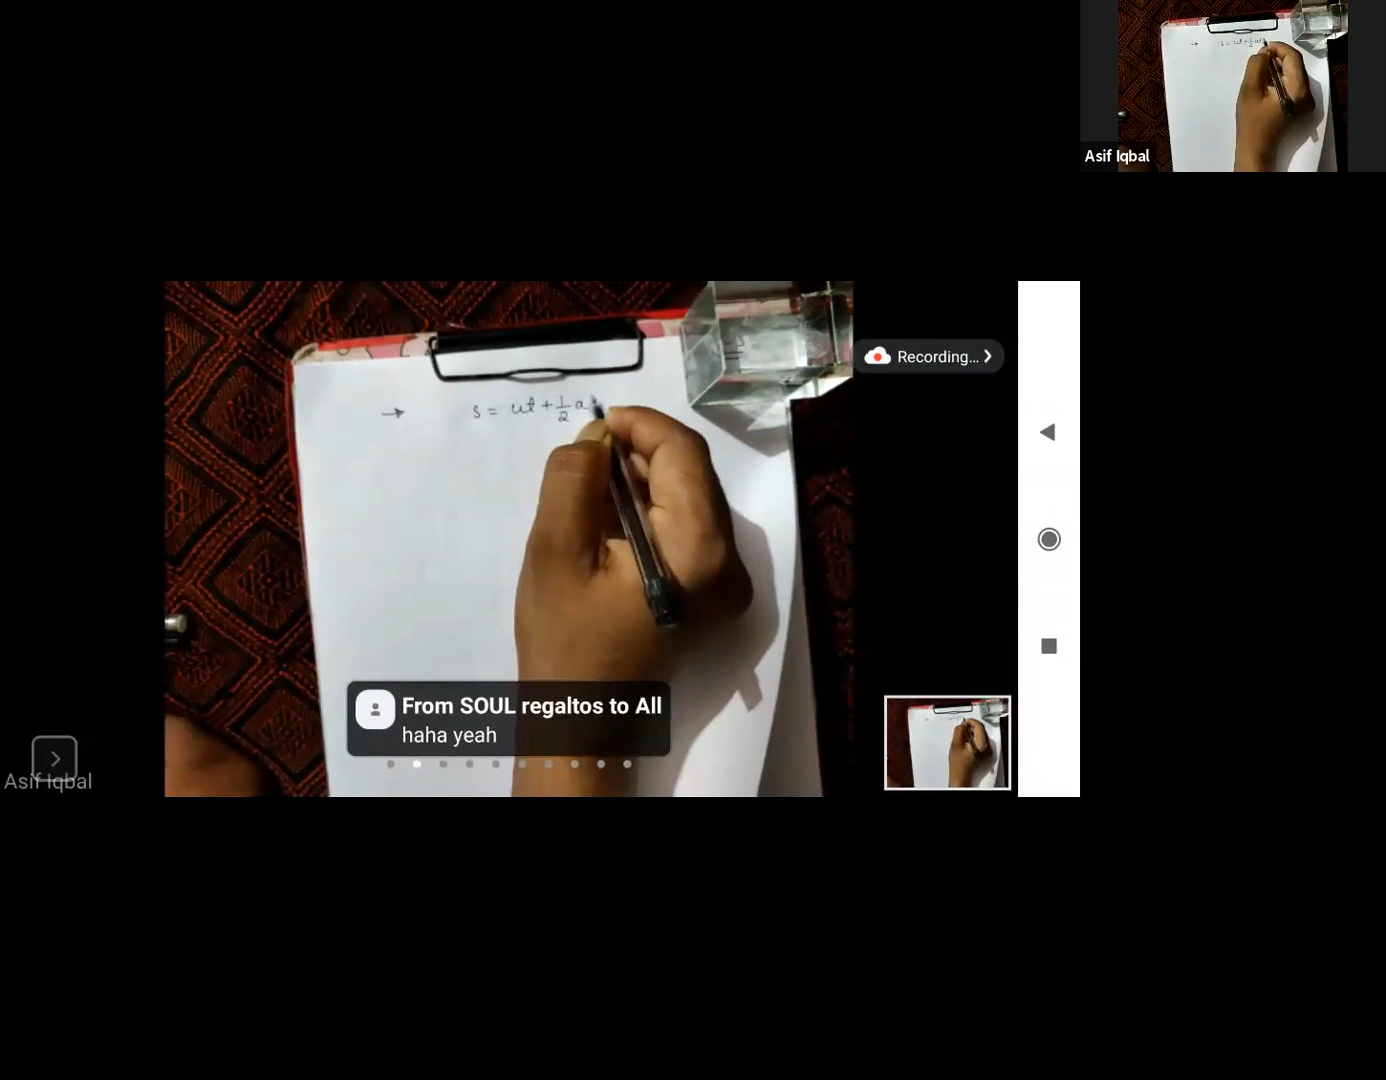 Asif Iqbal
Recording...
→ s = ut + 1/2 a
From SOUL regaltos to All
haha yeah
Asif Iqbal